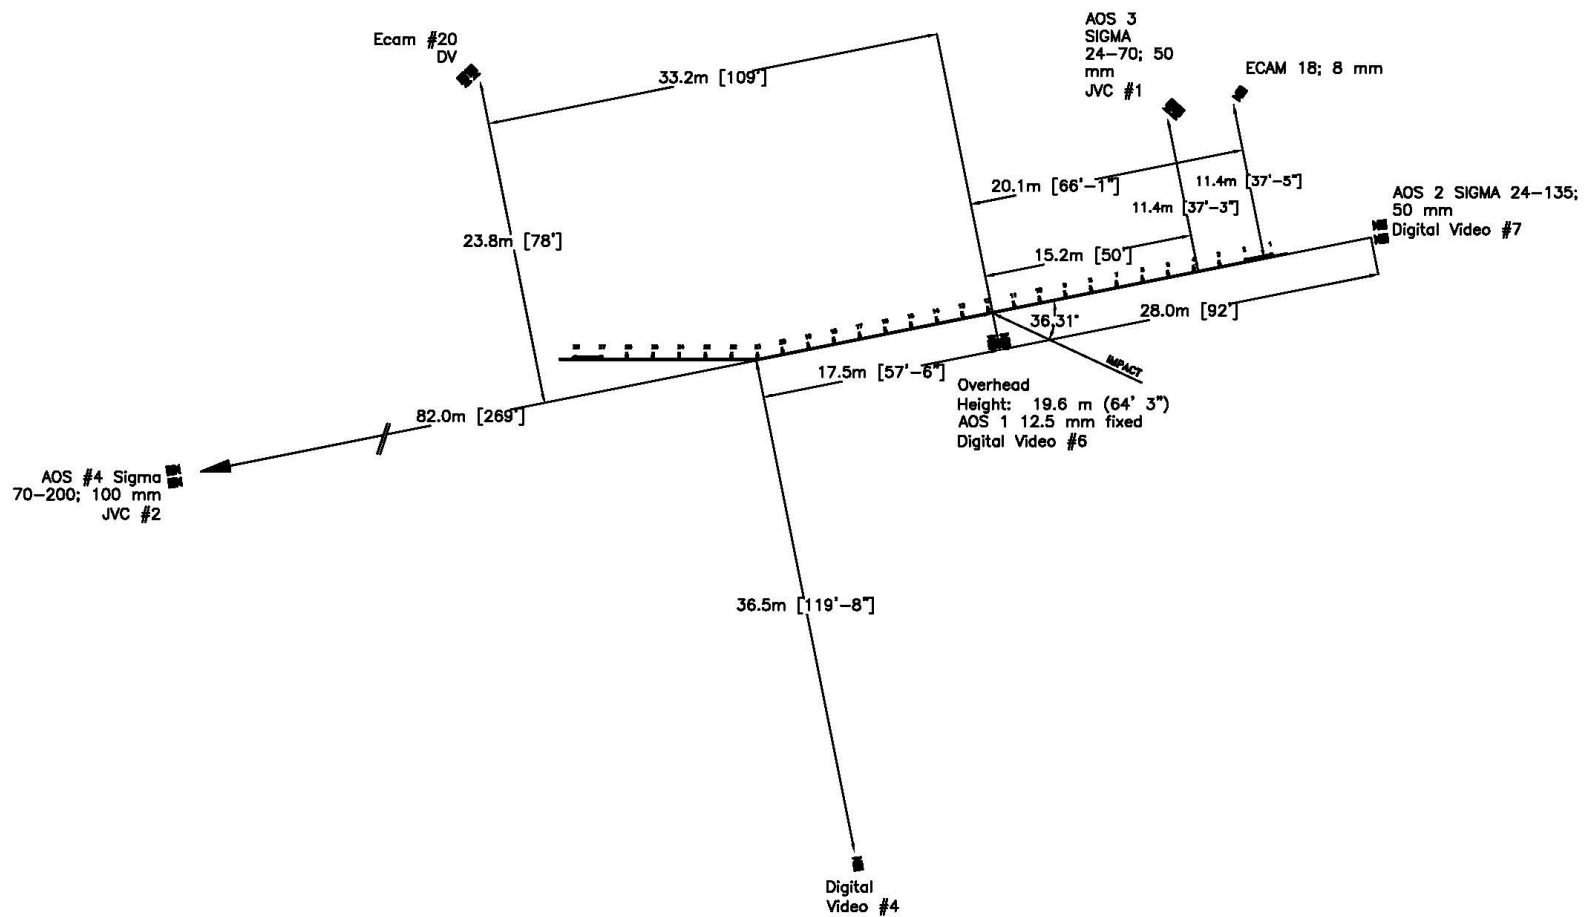 Ecam #20
DV
AOS 3
SIGMA
24-70; 50
mm
JVC #1
ECAM 18; 8 mm
33.2m [109']
20.1m [66'-1"]
11.4m [37'-5"]
11.4m [37'-3"]
AOS 2 SIGMA 24-135;
50 mm
Digital Video #7
23.8m [78']
15.2m [50']
28.0m [92']
36.31°
IMPACT
17.5m [57'-6"]
Overhead
Height: 19.6 m (64' 3")
AOS 1 12.5 mm fixed
Digital Video #6
82.0m [269']
AOS #4 Sigma
70-200; 100 mm
JVC #2
36.5m [119'-8"]
Digital
Video #4